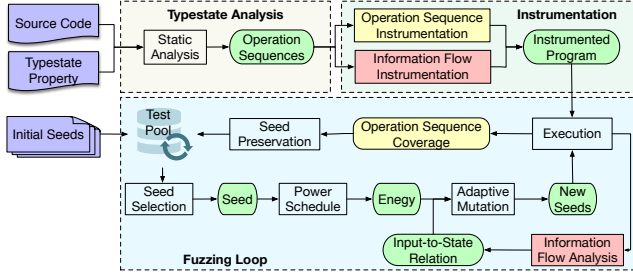 Typestate Analysis
Instrumentation
Source Code
Typestate
Property
Static
Analysis
Operation
Sequences
Operation Sequence
Instrumentation
Information Flow
Instrumentation
Instrumented
Program
Initial Seeds
Test
Pool
Seed
Preservation
Operation Sequence
Coverage
Execution
Seed
Selection
Seed
Power
Schedule
Enegy
Adaptive
Mutation
New
Seeds
Input-to-State
Relation
Information
Flow Analysis
Fuzzing Loop